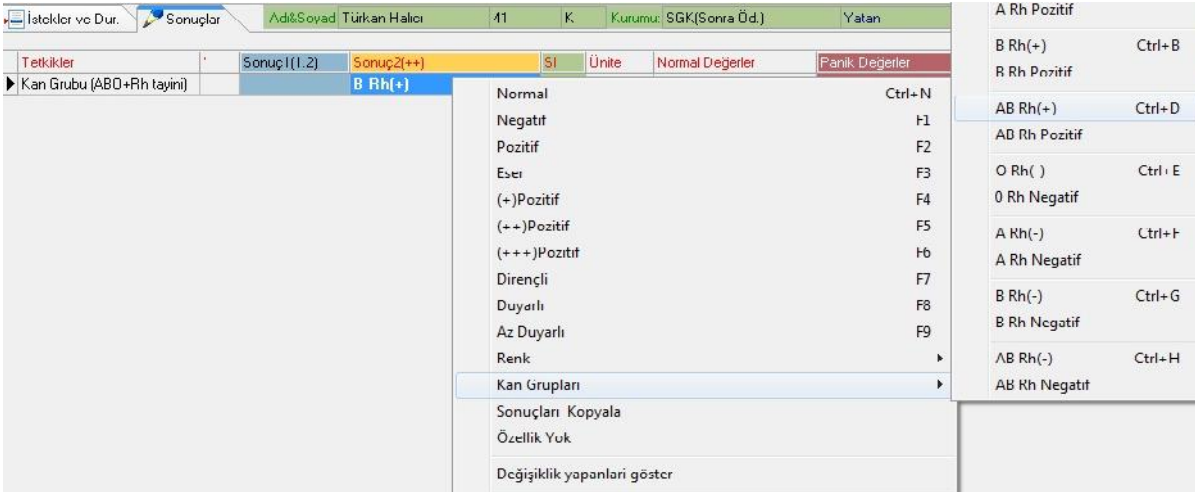 İstekler ve Dur. Sonuçlar Adı&Soyad Türkan Halıcı 41 K Kurumu: SGK(Sonra Öd.) Yatan
Tetkikler ' Sonuç1(1.2) Sonuç2(++) SI Ünite Normal Değerler Panik Değerler
Kan Grubu (ABO+Rh tayini) B Rh(+)
Normal Ctrl+N
Negatif F1
Pozitif F2
Eser F3
(+)Pozitif F4
(++)Pozitif F5
(+++)Pozitif F6
Dirençli F7
Duyarlı F8
Az Duyarlı F9
Renk
Kan Grupları
Sonuçları Kopyala
Özellik Yok
Değişiklik yapanlari göster
A Rh Pozitif
B Rh(+) Ctrl+B
B Rh Pozitif
AB Rh(+) Ctrl+D
AB Rh Pozitif
O Rh(-) Ctrl+E
0 Rh Negatif
A Rh(-) Ctrl+F
A Rh Negatif
B Rh(-) Ctrl+G
B Rh Negatif
AB Rh(-) Ctrl+H
AB Rh Negatif